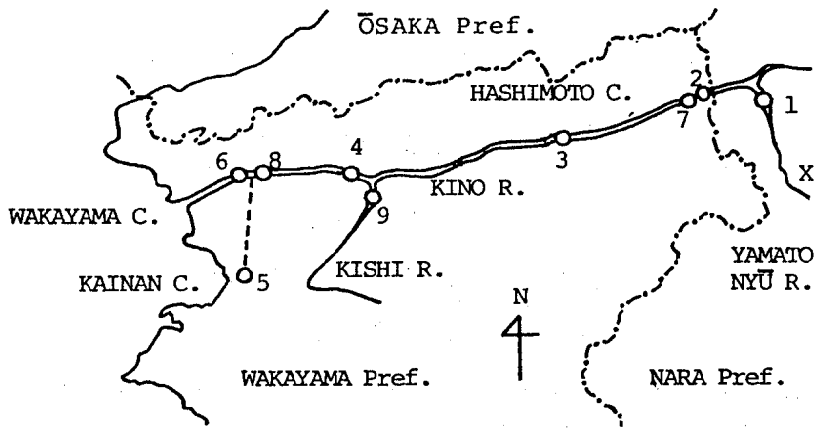 ŌSAKA Pref.
HASHIMOTO C.
2
7
1
3
X
6
8
4
KINO R.
9
WAKAYAMA C.
KAINAN C.
5
KISHI R.
YAMATO
NYŪ R.
N
WAKAYAMA Pref.
NARA Pref.